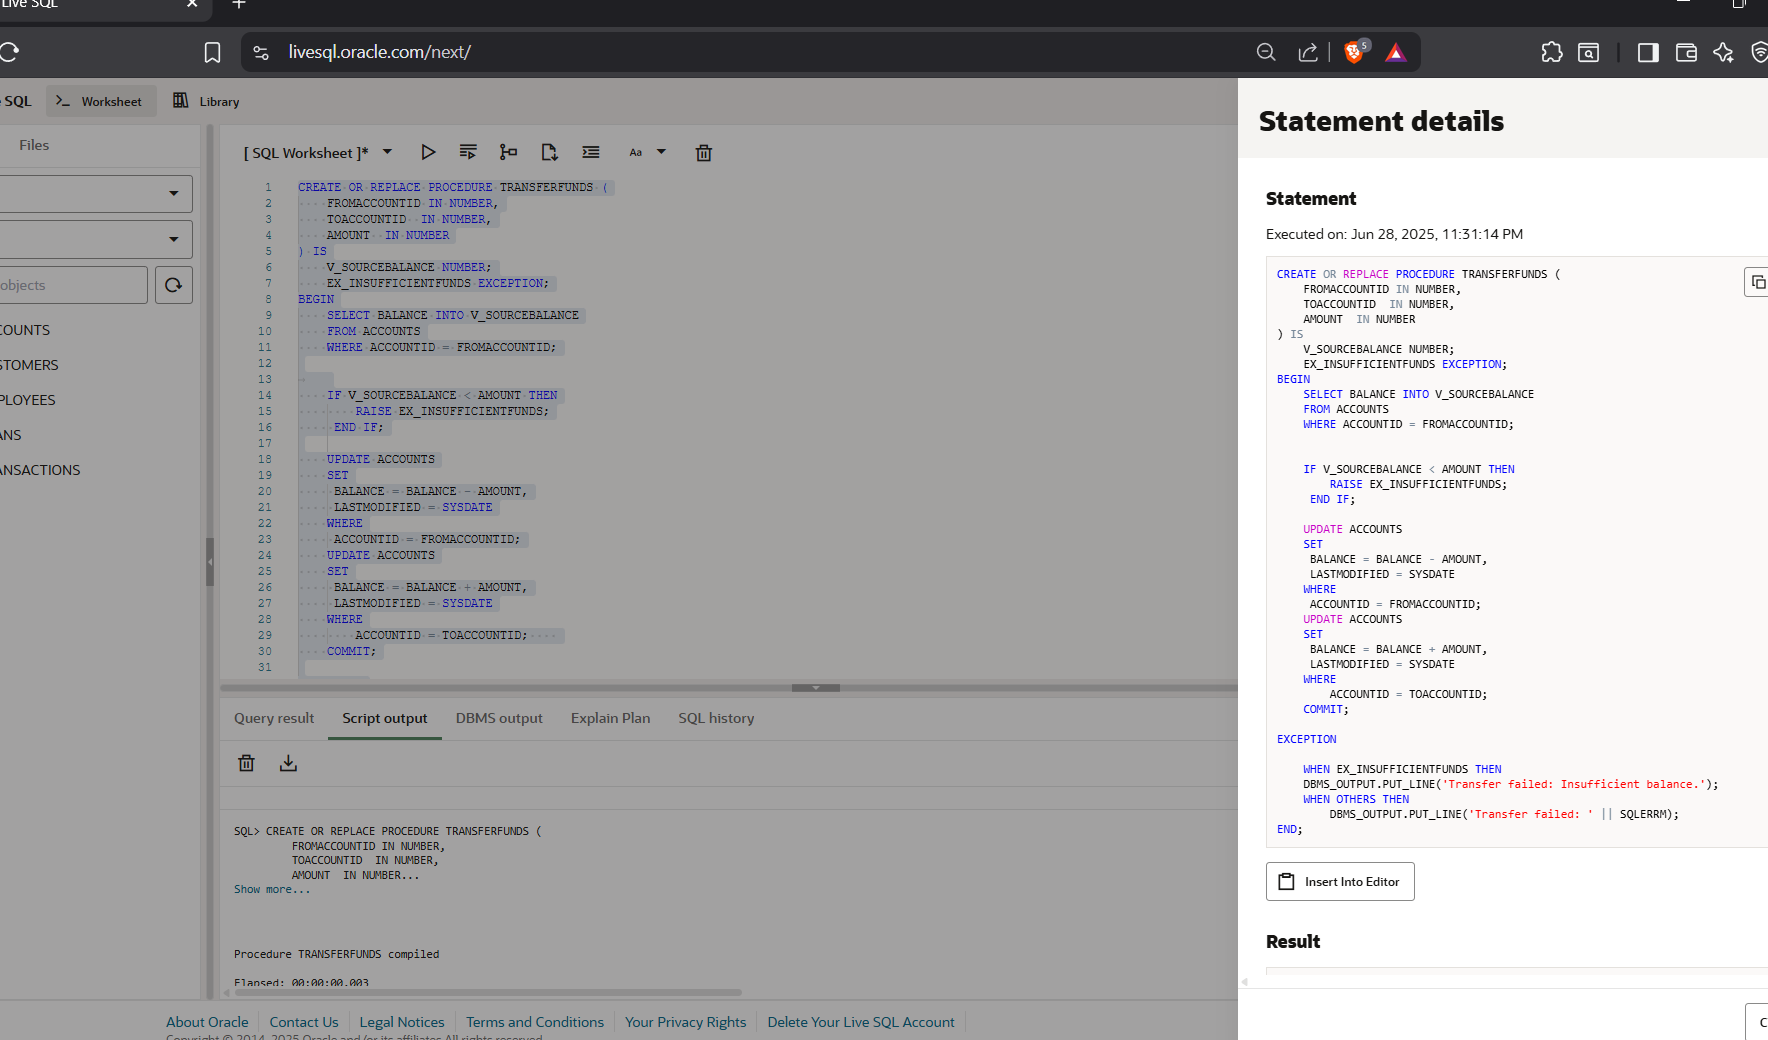 Live SQL
livesql.oracle.com/next/
5
SQL
Worksheet
Library
Files
[ SQL Worksheet ]*
Aa
objects
COUNTS
STOMERS
PLOYEES
ANS
ANSACTIONS
1 CREATE OR REPLACE PROCEDURE TRANSFERFUNDS (
2 FROMACCOUNTID IN NUMBER,
3 TOACCOUNTID  IN NUMBER,
4 AMOUNT  IN NUMBER
5 ) IS
6 V_SOURCEBALANCE NUMBER;
7 EX_INSUFFICIENTFUNDS EXCEPTION;
8 BEGIN
9 SELECT BALANCE INTO V_SOURCEBALANCE
10 FROM ACCOUNTS
11 WHERE ACCOUNTID = FROMACCOUNTID;
12
13
14 IF V_SOURCEBALANCE < AMOUNT THEN
15 RAISE EX_INSUFFICIENTFUNDS;
16 END IF;
17
18 UPDATE ACCOUNTS
19 SET
20 BALANCE = BALANCE - AMOUNT,
21 LASTMODIFIED = SYSDATE
22 WHERE
23 ACCOUNTID = FROMACCOUNTID;
24 UPDATE ACCOUNTS
25 SET
26 BALANCE = BALANCE + AMOUNT,
27 LASTMODIFIED = SYSDATE
28 WHERE
29 ACCOUNTID = TOACCOUNTID;
30 COMMIT;
31
Query result
Script output
DBMS output
Explain Plan
SQL history
SQL> CREATE OR REPLACE PROCEDURE TRANSFERFUNDS (
FROMACCOUNTID IN NUMBER,
TOACCOUNTID  IN NUMBER,
AMOUNT  IN NUMBER...
Show more...
Procedure TRANSFERFUNDS compiled
Elapsed: 00:00:00.003
About Oracle
Contact Us
Legal Notices
Terms and Conditions
Your Privacy Rights
Delete Your Live SQL Account
Copyright © 2014, 2025 Oracle and/or its affiliates All rights reserved
Statement details
Statement
Executed on: Jun 28, 2025, 11:31:14 PM
CREATE OR REPLACE PROCEDURE TRANSFERFUNDS (
FROMACCOUNTID IN NUMBER,
TOACCOUNTID  IN NUMBER,
AMOUNT  IN NUMBER
) IS
V_SOURCEBALANCE NUMBER;
EX_INSUFFICIENTFUNDS EXCEPTION;
BEGIN
SELECT BALANCE INTO V_SOURCEBALANCE
FROM ACCOUNTS
WHERE ACCOUNTID = FROMACCOUNTID;
IF V_SOURCEBALANCE < AMOUNT THEN
RAISE EX_INSUFFICIENTFUNDS;
END IF;
UPDATE ACCOUNTS
SET
BALANCE = BALANCE - AMOUNT,
LASTMODIFIED = SYSDATE
WHERE
ACCOUNTID = FROMACCOUNTID;
UPDATE ACCOUNTS
SET
BALANCE = BALANCE + AMOUNT,
LASTMODIFIED = SYSDATE
WHERE
ACCOUNTID = TOACCOUNTID;
COMMIT;
EXCEPTION
WHEN EX_INSUFFICIENTFUNDS THEN
DBMS_OUTPUT.PUT_LINE('Transfer failed: Insufficient balance.');
WHEN OTHERS THEN
DBMS_OUTPUT.PUT_LINE('Transfer failed: ' || SQLERRM);
END;
Insert Into Editor
Result
C